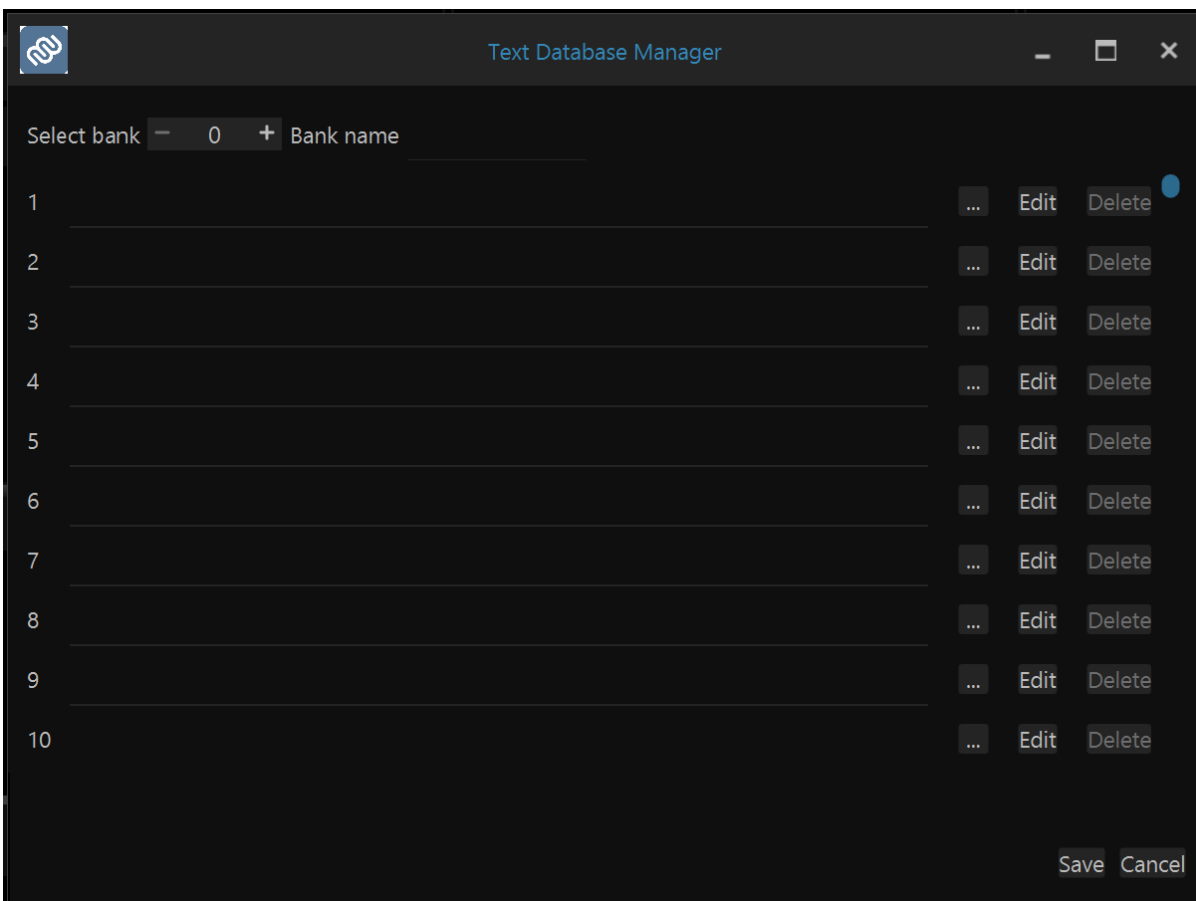 Text Database Manager
Select bank − 0 + Bank name
1 ... Edit Delete
2 ... Edit Delete
3 ... Edit Delete
4 ... Edit Delete
5 ... Edit Delete
6 ... Edit Delete
7 ... Edit Delete
8 ... Edit Delete
9 ... Edit Delete
10 ... Edit Delete
Save Cancel